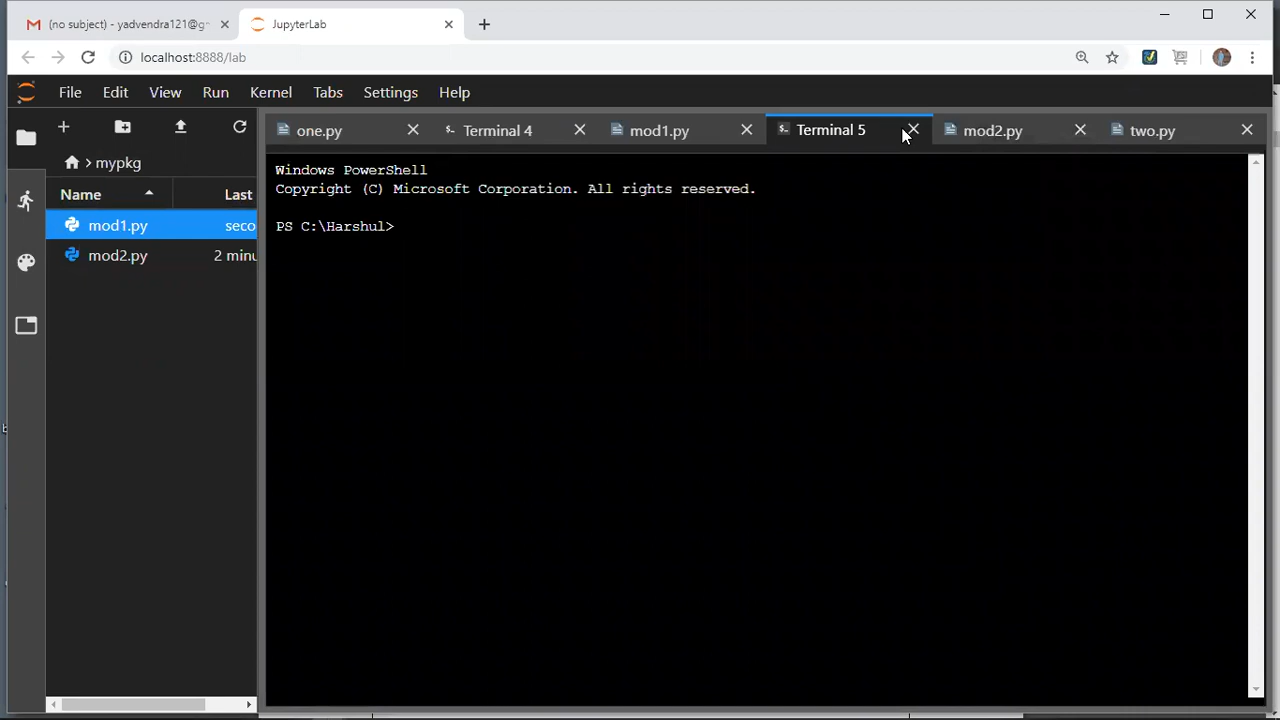 (no subject) - yadvendra121@g
JupyterLab
localhost:8888/lab
File Edit View Run Kernel Tabs Settings Help
one.py Terminal 4 mod1.py Terminal 5 mod2.py two.py
mypkg
Name Last
mod1.py seco
mod2.py 2 minu
Windows PowerShell
Copyright (C) Microsoft Corporation. All rights reserved.
PS C:\Harshul>